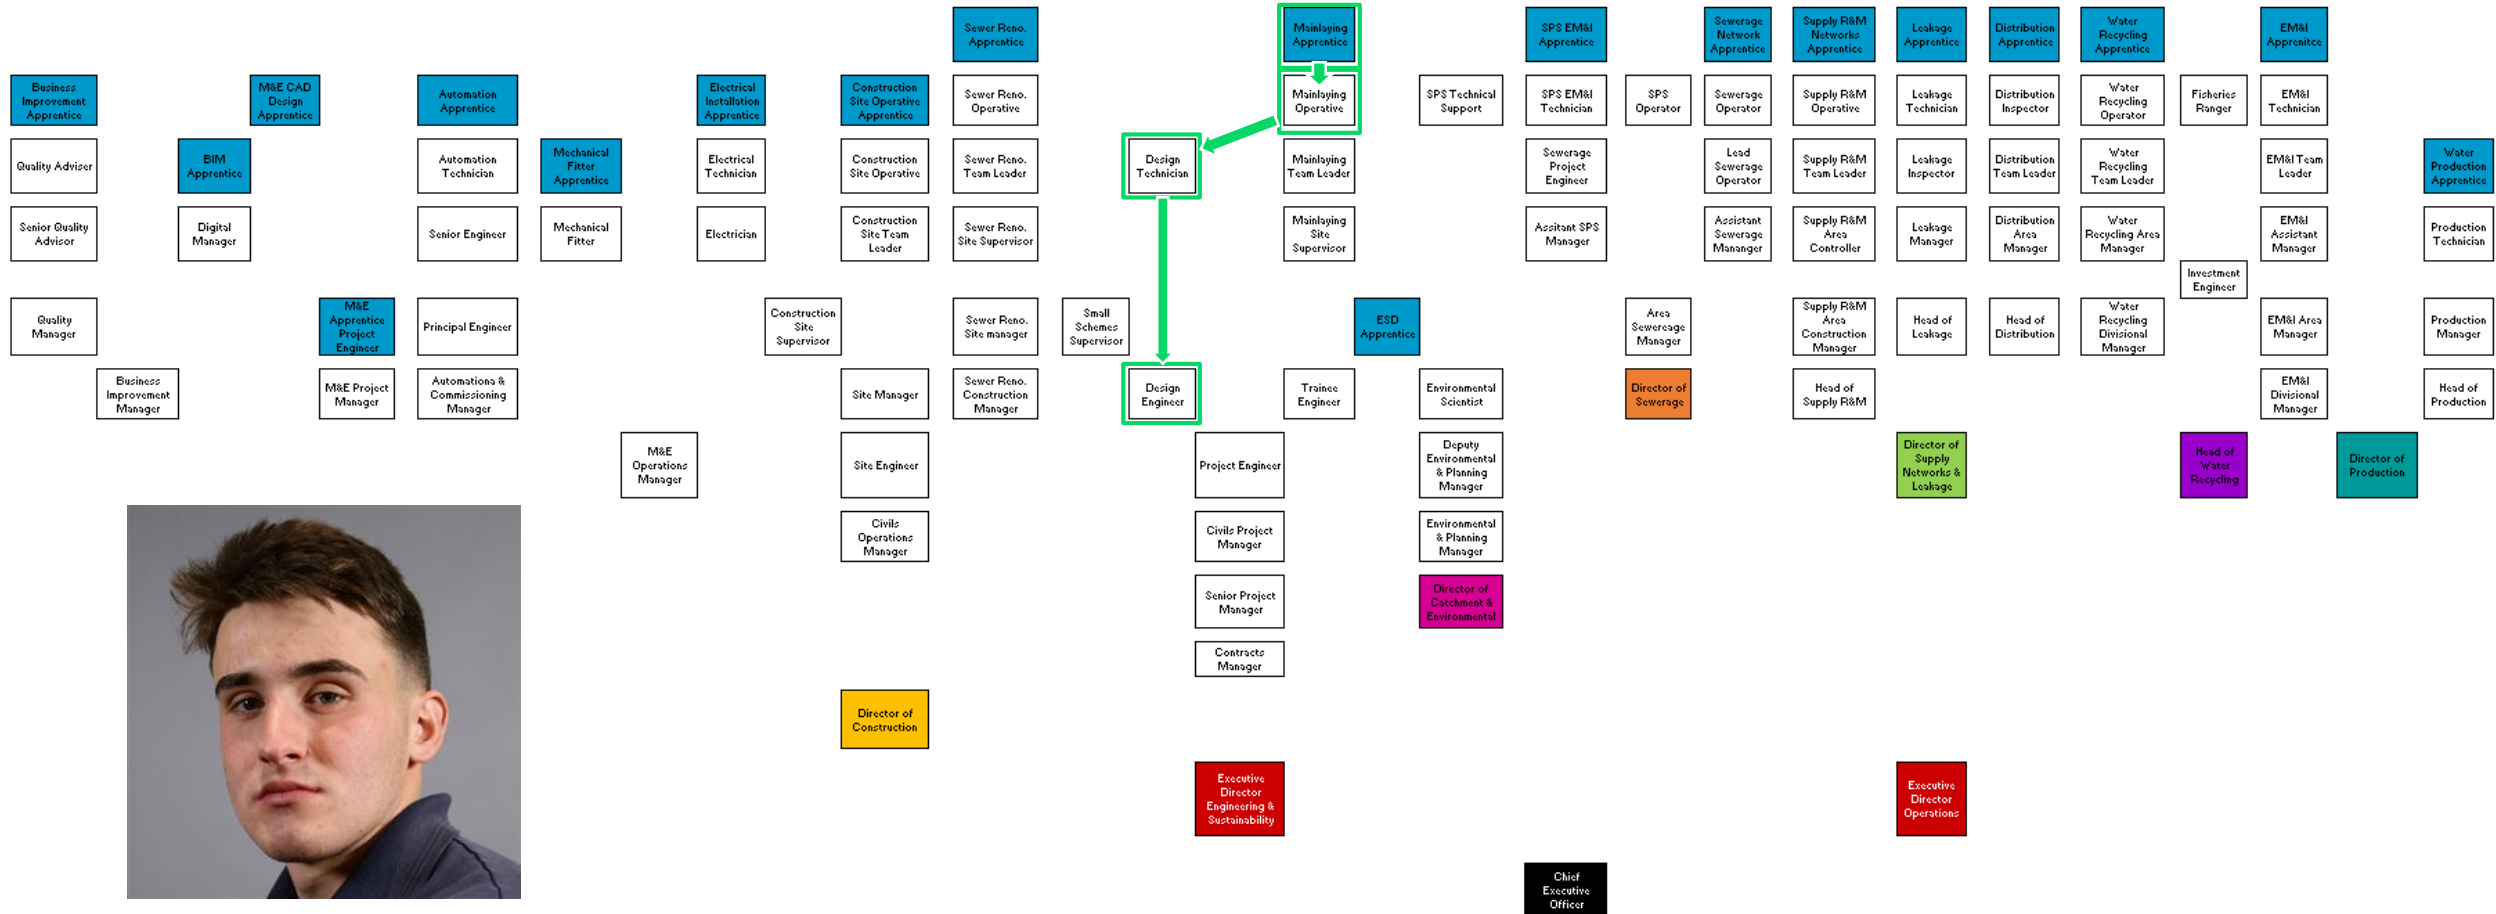 Sewer Reno.
Apprentice
Mainlaying
Apprentice
SPS EM&I
Apprentice
Sewerage
Network
Apprentice
Supply R&M
Networks
Apprentice
Leakage
Apprentice
Distribution
Apprentice
Water
Recycling
Apprentice
EM&I
Apprenitce
Business
Improvement
Apprentice
M&E CAD
Design
Apprentice
Automation
Apprentice
Electrical
Installation
Apprentice
Construction
Site Operative
Apprentice
Sewer Reno.
Operative
Mainlaying
Operative
SPS Technical
Support
SPS EM&I
Technician
SPS
Operator
Sewerage
Operator
Supply R&M
Operative
Leakage
Technician
Distribution
Inspector
Water
Recycling
Operator
Fisheries
Ranger
EM&I
Technician
Quality Adviser
BIM
Apprentice
Automation
Technician
Mechanical
Fitter
Apprentice
Electrical
Technician
Construction
Site Operative
Sewer Reno.
Team Leader
Design
Technician
Mainlaying
Team Leader
Sewerage
Project
Engineer
Lead
Sewerage
Operator
Supply R&M
Team Leader
Leakage
Inspector
Distribution
Team Leader
Water
Recycling
Team Leader
EM&I Team
Leader
Water
Production
Apprentice
Senior Quality
Advisor
Digital
Manager
Senior Engineer
Mechanical
Fitter
Electrician
Construction
Site Team
Leader
Sewer Reno.
Site Supervisor
Mainlaying
Site
Supervisor
Assitant SPS
Manager
Assistant
Sewerage
Mananger
Supply R&M
Area
Controller
Leakage
Manager
Distribution
Area
Manager
Water
Recycling Area
Manager
EM&I
Assistant
Manager
Production
Technician
Investment
Engineer
Quality
Manager
M&E
Apprentice
Project
Engineer
Principal Engineer
Construction
Site
Supervisor
Sewer Reno.
Site manager
Small
Schemes
Supervisor
ESD
Apprentice
Area
Sewereage
Manager
Supply R&M
Area
Construction
Manager
Head of
Leakage
Head of
Distribution
Water
Recycling
Divisional
Manager
EM&I Area
Manager
Production
Manager
Business
Improvement
Manager
M&E Project
Manager
Automationa &
Commissioning
Manager
Site Manager
Sewer Reno.
Construction
Manager
Design
Engineer
Trainee
Engineer
Environmental
Scientist
Director of
Sewerage
Head of
Supply R&M
EM&I
Divisional
Manager
Head of
Production
M&E
Operations
Manager
Site Engineer
Project Engineer
Deputy
Environmental
& Planning
Manager
Director of
Supply
Networks &
Leakage
Head of
Water
Recycling
Director of
Production
Civils
Operations
Manager
Civils Project
Manager
Environmental
& Planning
Manager
Senior Project
Manager
Director of
Catchment &
Environmental
Contracts
Manager
Director of
Construction
Executive
Director
Engineering &
Sustainability
Executive
Director
Operations
Chief
Executive
Officer